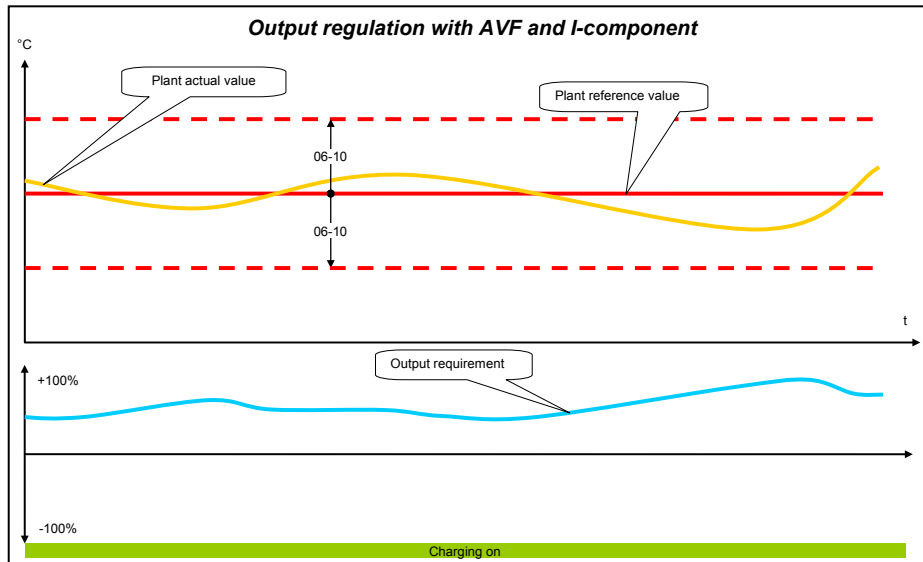 Output regulation with AVF and I-component
°C
Plant actual value
Plant reference value
06-10
06-10
t
+100%
Output requirement
-100%
Charging on